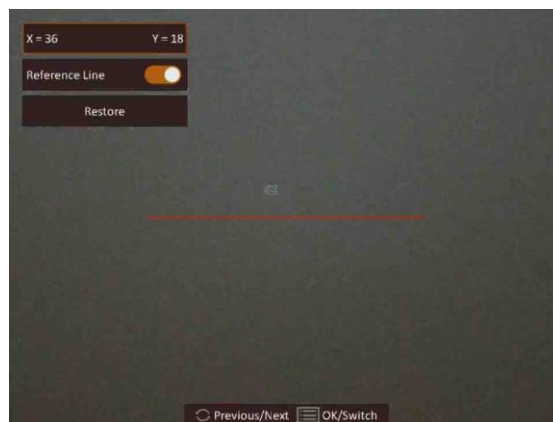 X = 36 Y = 18
Reference Line
Restore
Previous/Next OK/Switch